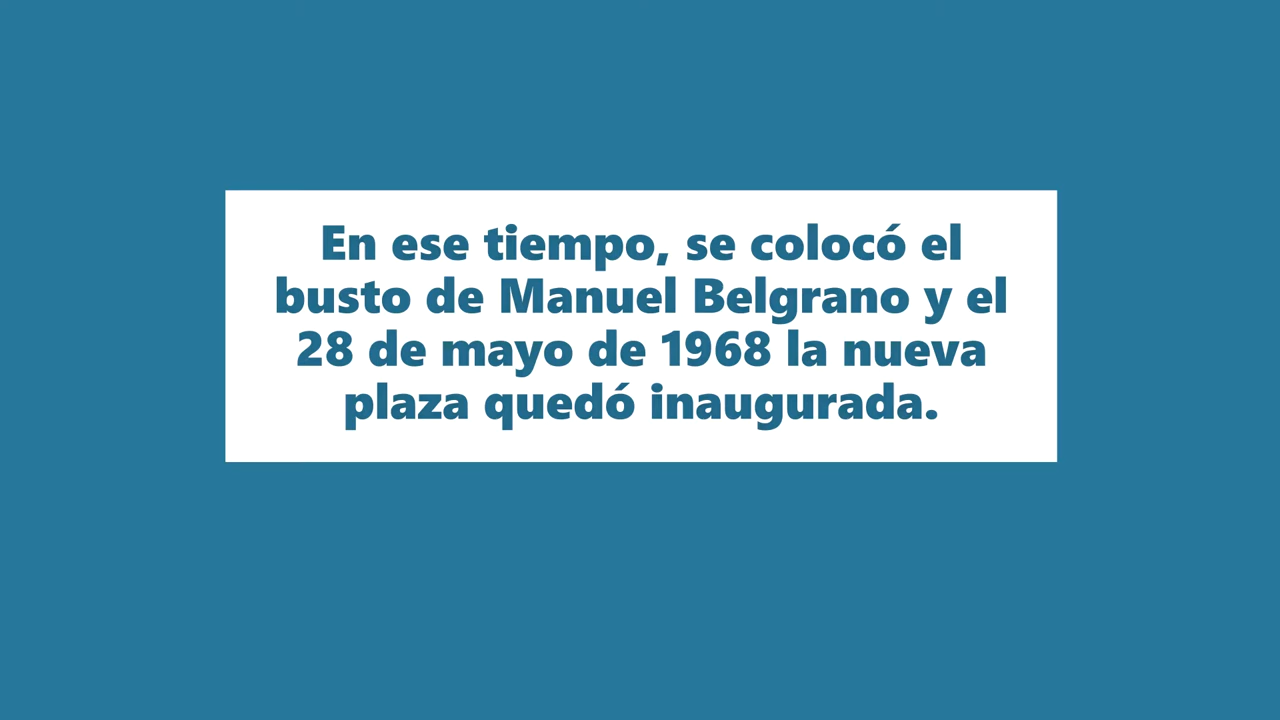 En ese tiempo, se colocó el
busto de Manuel Belgrano y el
28 de mayo de 1968 la nueva
plaza quedó inaugurada.